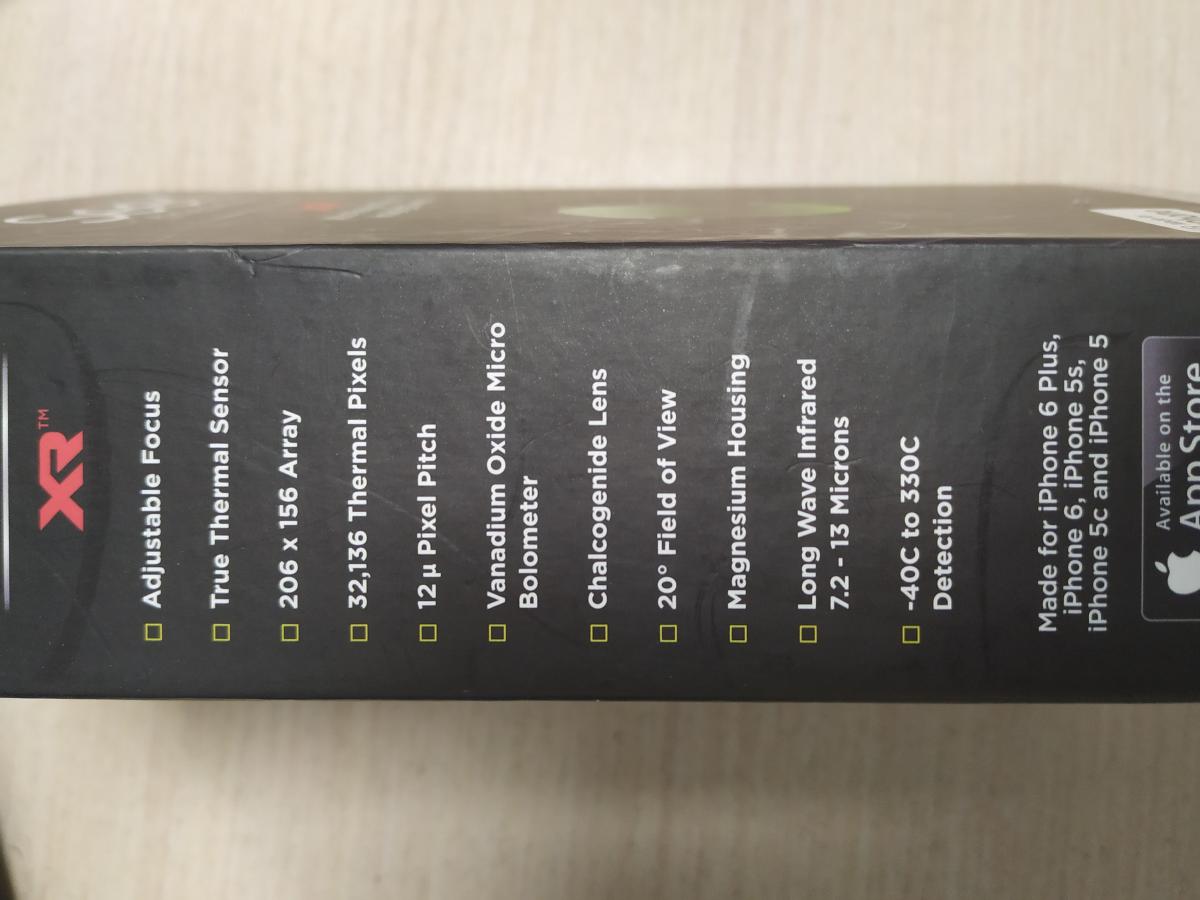 XR™
Adjustable Focus
True Thermal Sensor
206 x 156 Array
32,136 Thermal Pixels
12 µ Pixel Pitch
Vanadium Oxide Micro
Bolometer
Chalcogenide Lens
20° Field of View
Magnesium Housing
Long Wave Infrared
7.2 - 13 Microns
-40C to 330C
Detection
Made for iPhone 6 Plus,
iPhone 6, iPhone 5s,
iPhone 5c and iPhone 5
Available on the
App Store